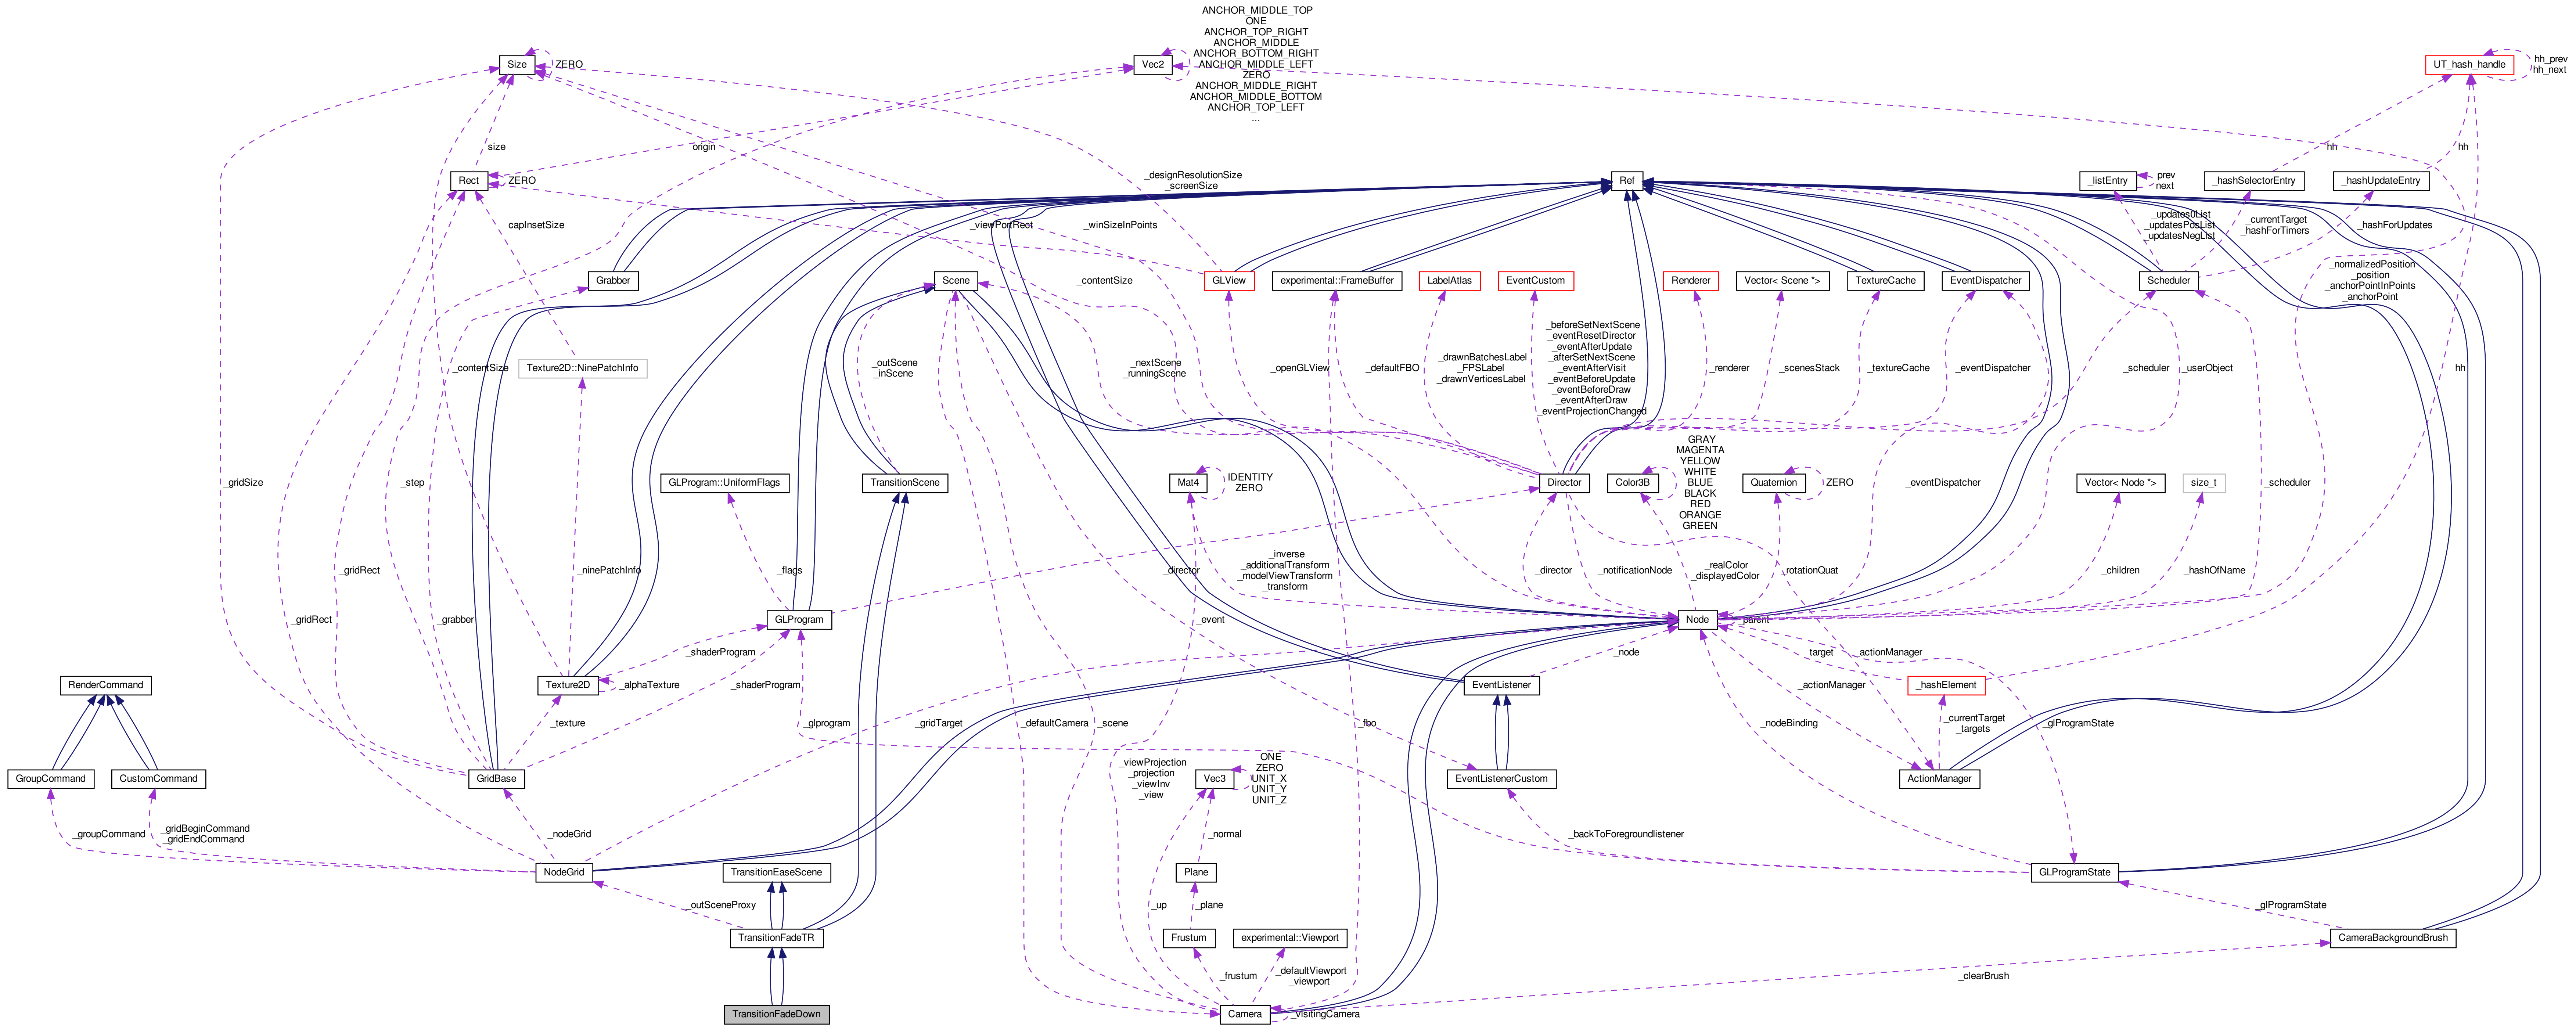 ANCHOR_MIDDLE_TOP
ONE
ANCHOR_TOP_RIGHT
ANCHOR_MIDDLE
ANCHOR_BOTTOM_RIGHT
ANCHOR_MIDDLE_LEFT
ZERO
ANCHOR_MIDDLE_RIGHT
ANCHOR_MIDDLE_BOTTOM
ANCHOR_TOP_LEFT
...
Size
ZERO
Vec2
UT_hash_handle
hh_prev
hh_next
size
origin
hh
hh
Rect
ZERO
_designResolutionSize
_screenSize
Ref
_listEntry
prev
next
_hashSelectorEntry
_hashUpdateEntry
capInsetSize
_viewPortRect
_winSizeInPoints
_updates0List
_updatesPosList
_updatesNegList
_currentTarget
_hashForTimers
_hashForUpdates
Grabber
Scene
_contentSize
GLView
experimental::FrameBuffer
LabelAtlas
EventCustom
Renderer
Vector< Scene *>
TextureCache
EventDispatcher
Scheduler
_normalizedPosition
_position
_anchorPointInPoints
_anchorPoint
Texture2D::NinePatchInfo
_contentSize
_outScene
_inScene
_nextScene
_runningScene
_openGLView
_defaultFBO
_drawnBatchesLabel
_FPSLabel
_drawnVerticesLabel
_beforeSetNextScene
_eventResetDirector
_eventAfterUpdate
_afterSetNextScene
_eventAfterVisit
_eventBeforeUpdate
_eventBeforeDraw
_eventAfterDraw
_eventProjectionChanged
_renderer
_scenesStack
_textureCache
_eventDispatcher
_scheduler
_userObject
hh
_gridSize
_step
GLProgram::UniformFlags
TransitionScene
Mat4
IDENTITY
ZERO
Director
Color3B
GRAY
MAGENTA
YELLOW
WHITE
BLUE
BLACK
RED
ORANGE
GREEN
Quaternion
ZERO
_eventDispatcher
Vector< Node *>
size_t
_scheduler
_gridRect
_ninePatchInfo
_flags
_director
_inverse
_additionalTransform
_modelViewTransform
_transform
_director
_notificationNode
_realColor
_displayedColor
_rotationQuat
_children
_hashOfName
_gridRect
_grabber
GLProgram
_event
Node
_parent
_shaderProgram
_node
target
_actionManager
RenderCommand
Texture2D
_alphaTexture
_shaderProgram
EventListener
_actionManager
_hashElement
_texture
_glprogram
_gridTarget
_defaultCamera
_scene
_fbo
_nodeBinding
_currentTarget
_targets
_glProgramState
GroupCommand
CustomCommand
GridBase
_viewProjection
_projection
_viewInv
_view
Vec3
ONE
ZERO
UNIT_X
UNIT_Y
UNIT_Z
EventListenerCustom
ActionManager
_groupCommand
_gridBeginCommand
_gridEndCommand
_nodeGrid
_normal
_backToForegroundlistener
NodeGrid
TransitionEaseScene
Plane
GLProgramState
_outSceneProxy
_up
_plane
_glProgramState
TransitionFadeTR
Frustum
experimental::Viewport
CameraBackgroundBrush
_frustum
_defaultViewport
_viewport
_clearBrush
TransitionFadeDown
Camera
_visitingCamera